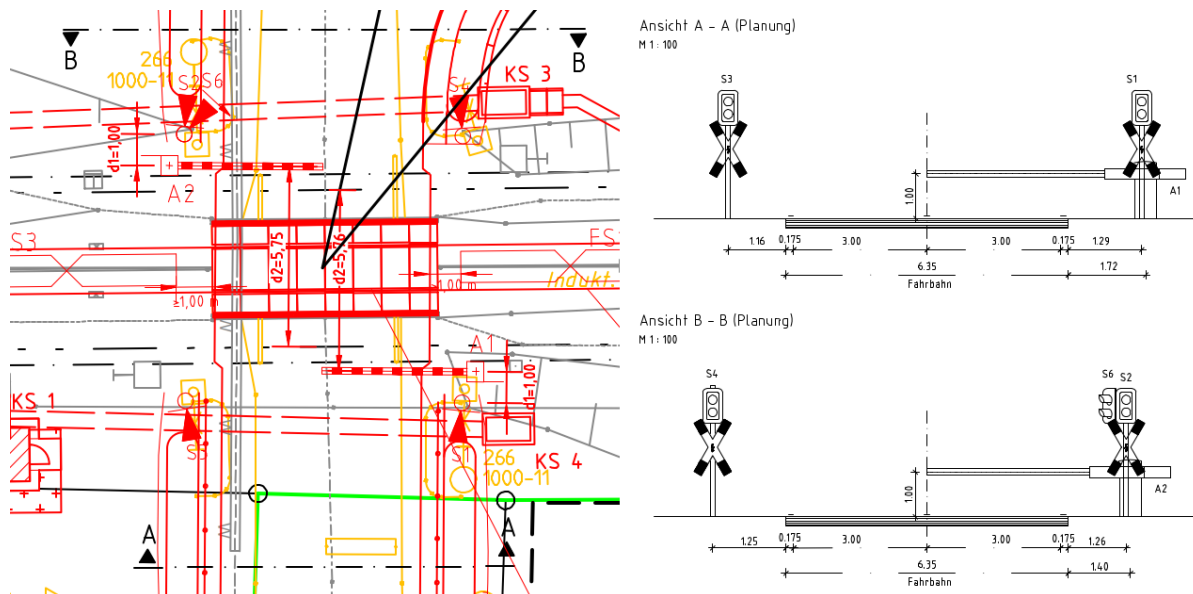 B
B
266
1000-11
S2
S6
S4
KS 3
d1=1,00
A2
S3
d2=5,75
d2=5,56
≥1,00 m
≥1,00 m
Indukt.
A1
d1=1,00
KS 1
S1
266
1000-11
KS 4
A
A
Ansicht A - A (Planung)
M 1: 100
S3
S1
1.00
A1
1.16
0.175
3.00
3.00
0.175
1.29
6.35
1.72
Fahrbahn
Ansicht B - B (Planung)
M 1: 100
S4
S6
S2
1.00
A2
1.25
0.175
3.00
3.00
0.175
1.26
6.35
1.40
Fahrbahn